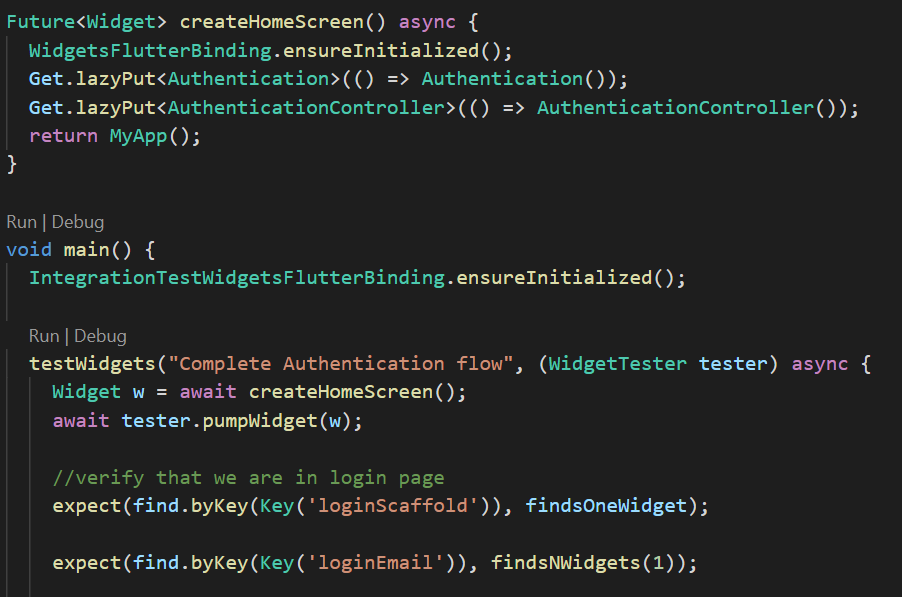 Future<Widget> createHomeScreen() async {
WidgetsFlutterBinding.ensureInitialized();
Get.lazyPut<Authentication>(() => Authentication());
Get.lazyPut<AuthenticationController>(() => AuthenticationController());
return MyApp();
}
Run | Debug
void main() {
IntegrationTestWidgetsFlutterBinding.ensureInitialized();
Run | Debug
testWidgets("Complete Authentication flow", (WidgetTester tester) async {
Widget w = await createHomeScreen();
await tester.pumpWidget(w);
//verify that we are in login page
expect(find.byKey(Key('loginScaffold')), findsOneWidget);
expect(find.byKey(Key('loginEmail')), findsNWidgets(1));